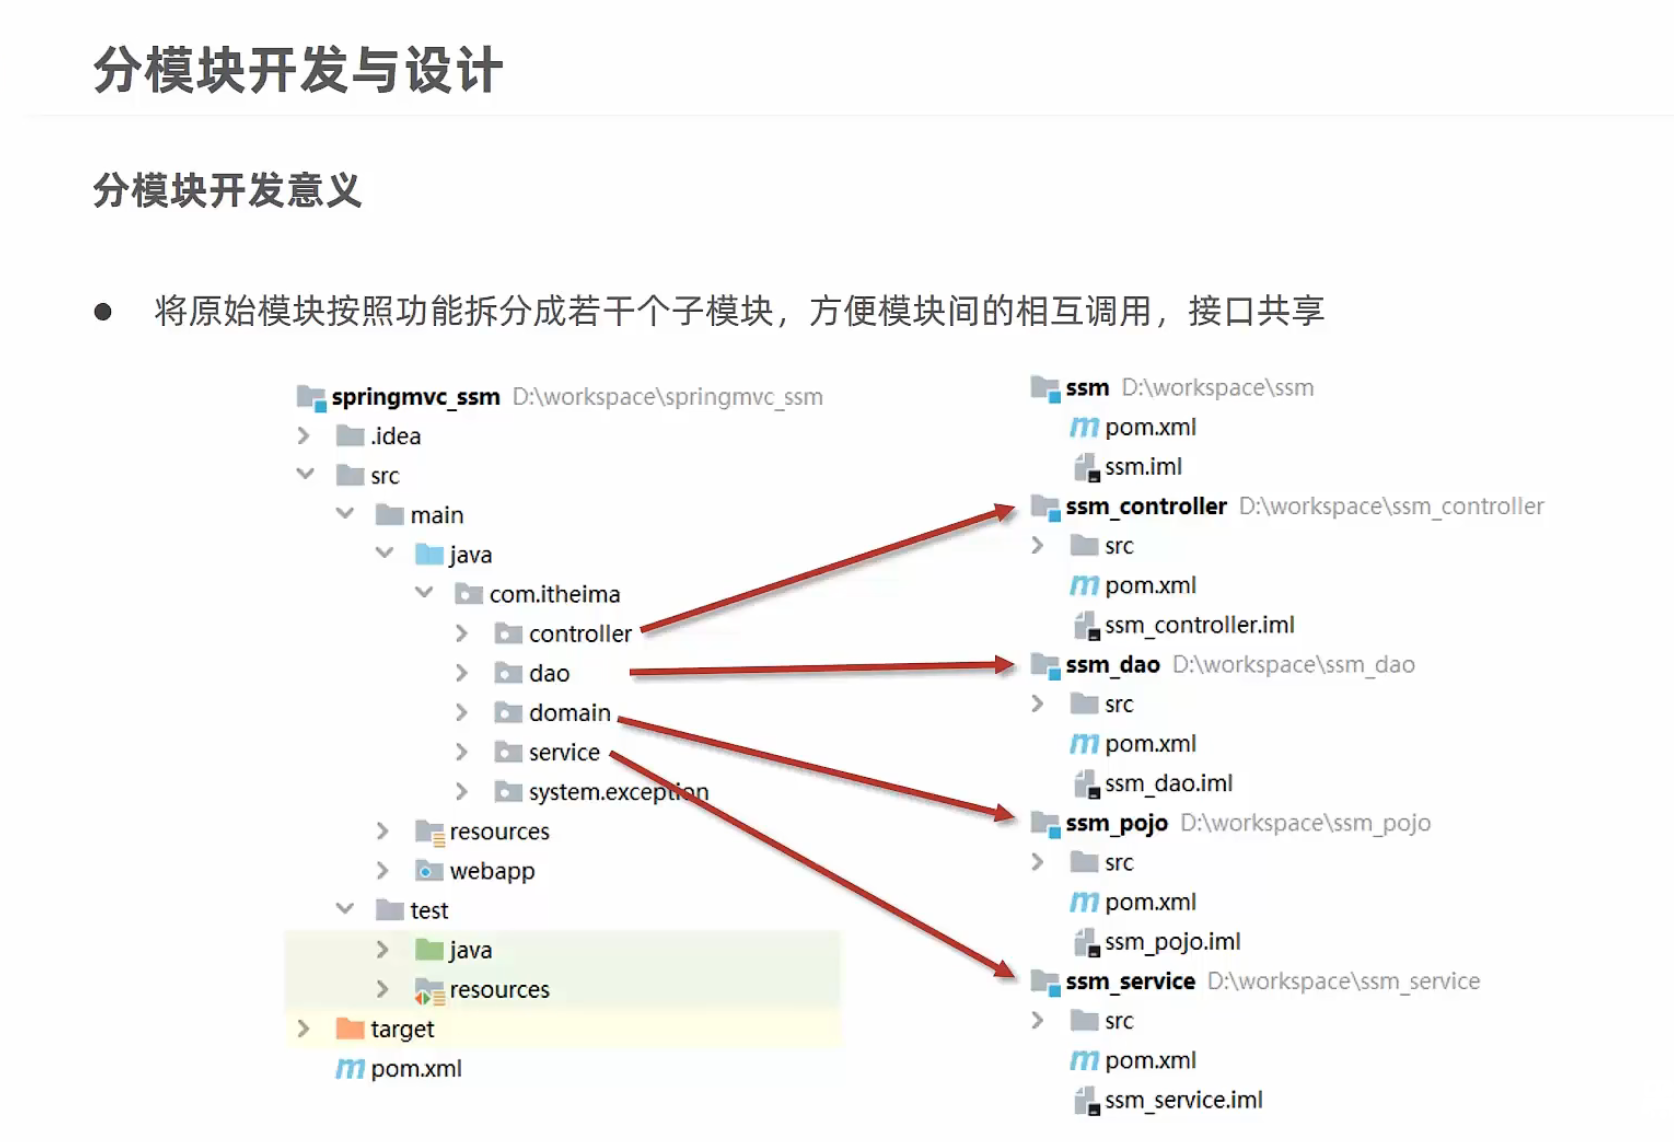 分模块开发与设计
分模块开发意义
● 将原始模块按照功能拆分成若干个子模块，方便模块间的相互调用，接口共享
springmvc_ssm D:\workspace\springmvc_ssm
.idea
src
main
java
com.itheima
controller
dao
domain
service
system.exception
resources
webapp
test
java
resources
target
pom.xml
ssm D:\workspace\ssm
pom.xml
ssm.iml
ssm_controller D:\workspace\ssm_controller
src
pom.xml
ssm_controller.iml
ssm_dao D:\workspace\ssm_dao
src
pom.xml
ssm_dao.iml
ssm_pojo D:\workspace\ssm_pojo
src
pom.xml
ssm_pojo.iml
ssm_service D:\workspace\ssm_service
src
pom.xml
ssm_service.iml